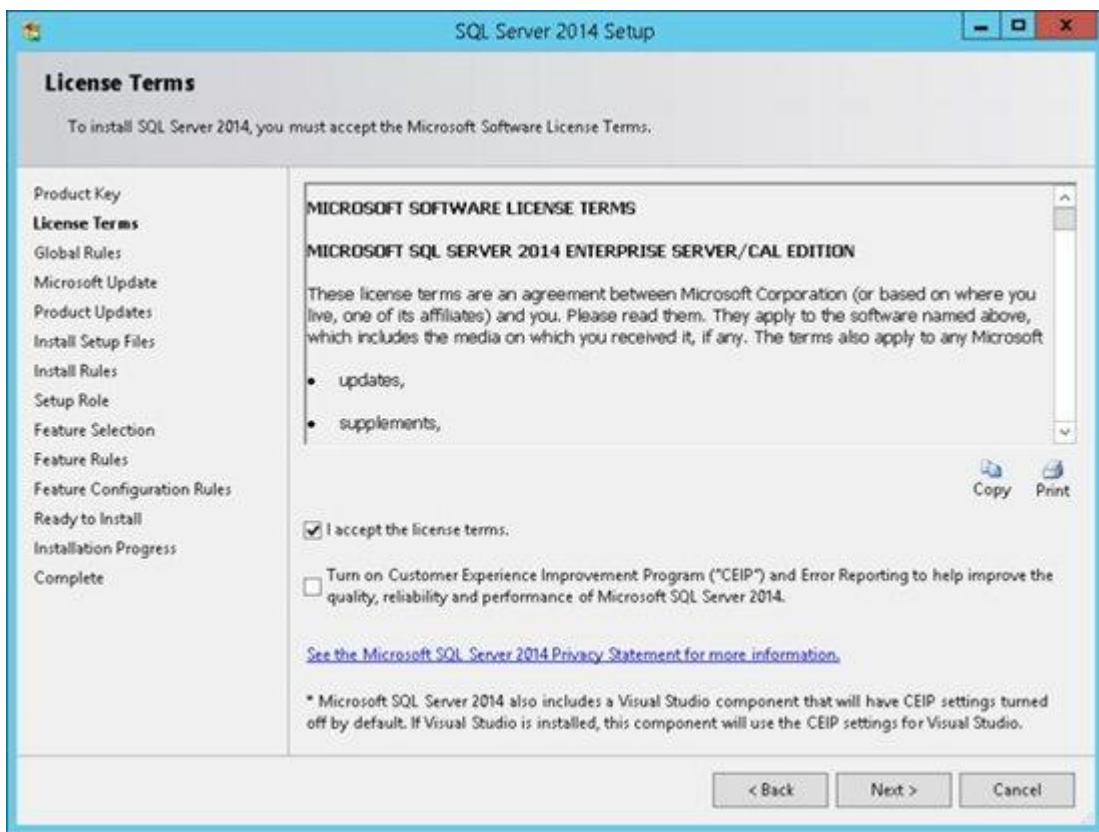 SQL Server 2014 Setup
License Terms
To install SQL Server 2014, you must accept the Microsoft Software License Terms.
Product Key
License Terms
Global Rules
Microsoft Update
Product Updates
Install Setup Files
Install Rules
Setup Role
Feature Selection
Feature Rules
Feature Configuration Rules
Ready to Install
Installation Progress
Complete
MICROSOFT SOFTWARE LICENSE TERMS
MICROSOFT SQL SERVER 2014 ENTERPRISE SERVER/CAL EDITION
These license terms are an agreement between Microsoft Corporation (or based on where you
live, one of its affiliates) and you. Please read them. They apply to the software named above,
which includes the media on which you received it, if any. The terms also apply to any Microsoft
• updates,
• supplements,
Copy Print
I accept the license terms.
Turn on Customer Experience Improvement Program ("CEIP") and Error Reporting to help improve the
quality, reliability and performance of Microsoft SQL Server 2014.
See the Microsoft SQL Server 2014 Privacy Statement for more information.
* Microsoft SQL Server 2014 also includes a Visual Studio component that will have CEIP settings turned
off by default. If Visual Studio is installed, this component will use the CEIP settings for Visual Studio.
< Back Next > Cancel